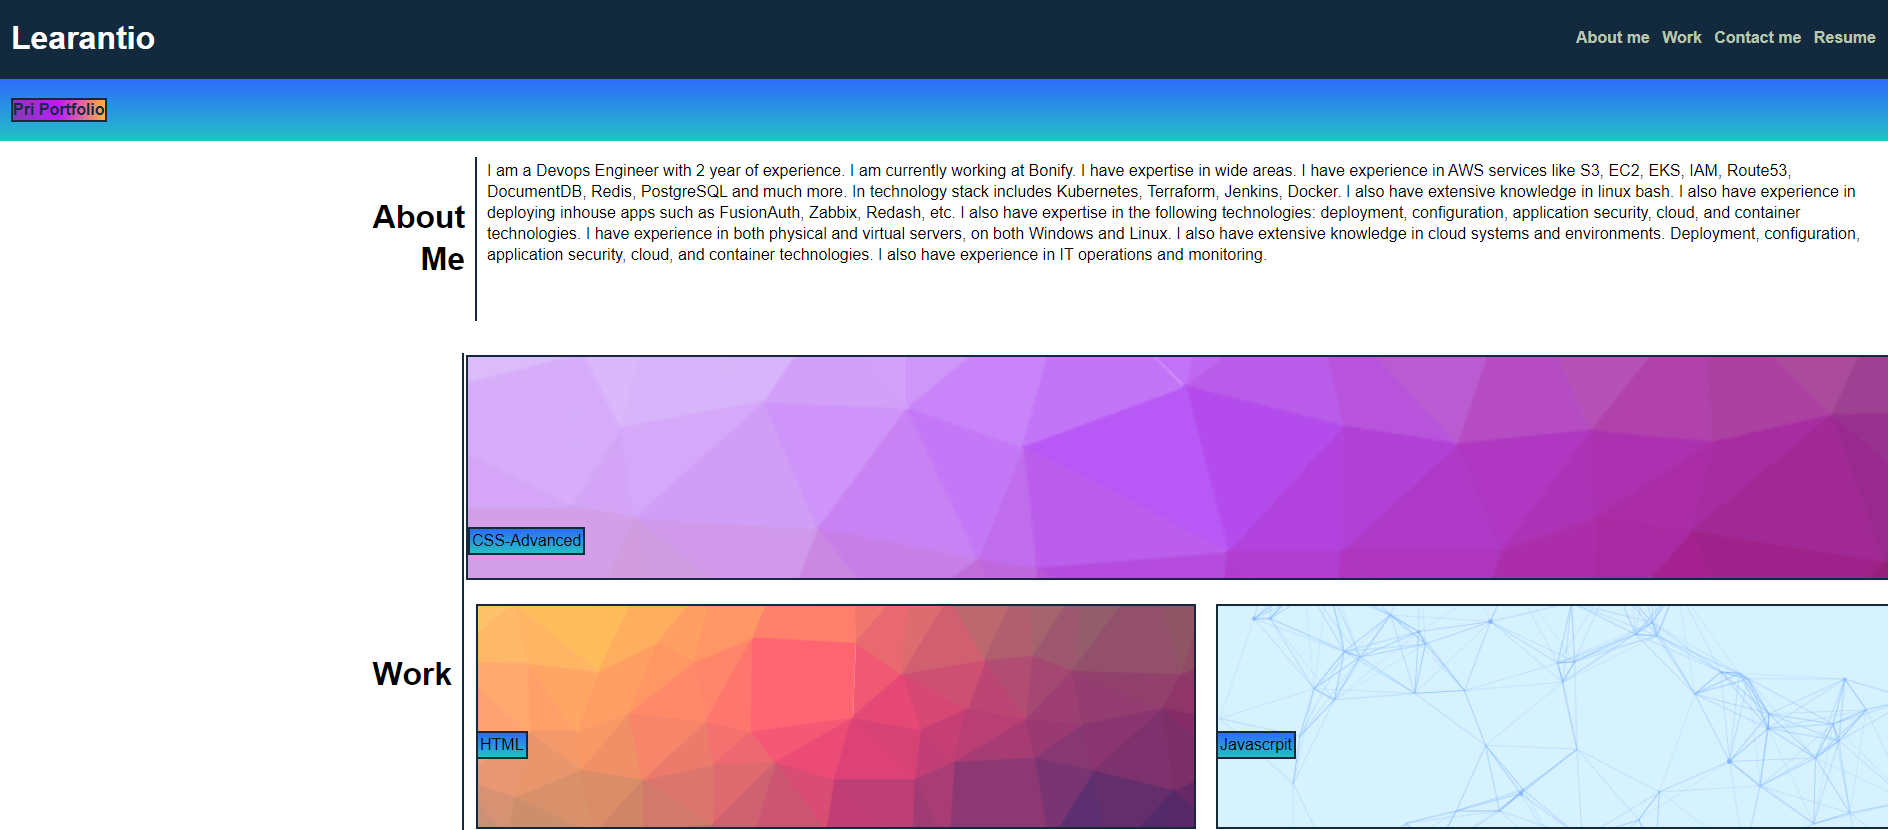 Learantio
About me Work Contact me Resume
Pri Portfolio
About
Me
I am a Devops Engineer with 2 year of experience. I am currently working at Bonify. I have expertise in wide areas. I have experience in AWS services like S3, EC2, EKS, IAM, Route53,
DocumentDB, Redis, PostgreSQL and much more. In technology stack includes Kubernetes, Terraform, Jenkins, Docker. I also have extensive knowledge in linux bash. I also have experience in
deploying inhouse apps such as FusionAuth, Zabbix, Redash, etc. I also have expertise in the following technologies: deployment, configuration, application security, cloud, and container
technologies. I have experience in both physical and virtual servers, on both Windows and Linux. I also have extensive knowledge in cloud systems and environments. Deployment, configuration,
application security, cloud, and container technologies. I also have experience in IT operations and monitoring.
Work
CSS-Advanced
HTML
Javascrpit